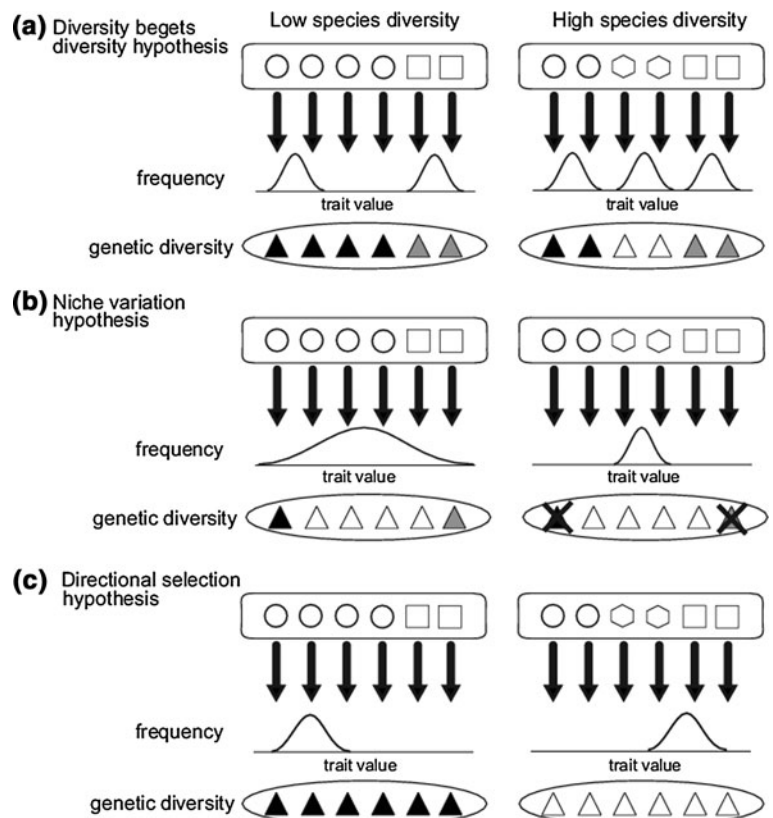 Low species diversity
High species diversity
(a) Diversity begets
diversity hypothesis
frequency
trait value
trait value
genetic diversity
(b) Niche variation
hypothesis
frequency
trait value
trait value
genetic diversity
(c) Directional selection
hypothesis
frequency
trait value
trait value
genetic diversity